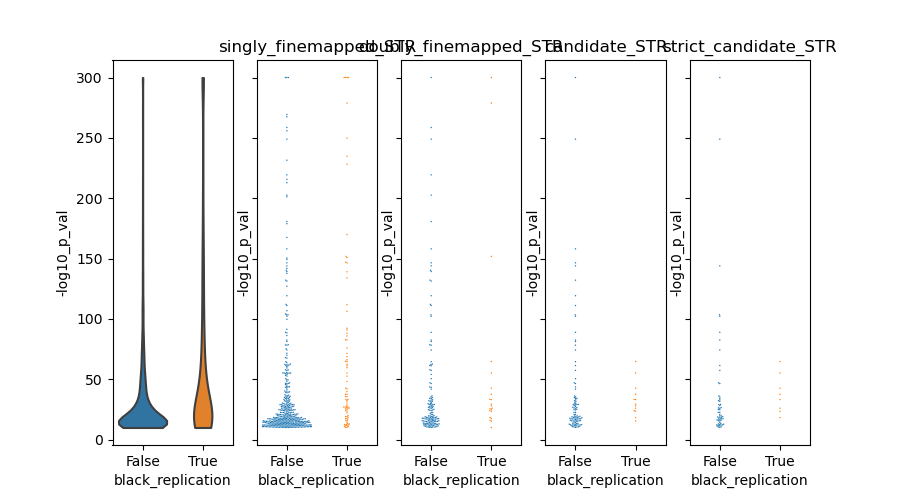 singly_finemapped_STR
doubly_finemapped_STR
candidate_STR
strict_candidate_STR
300
250
200
150
100
50
0
-log10_p_val
-log10_p_val
-log10_p_val
-log10_p_val
-log10_p_val
False True
False True
False True
False True
False True
black_replication
black_replication
black_replication
black_replication
black_replication